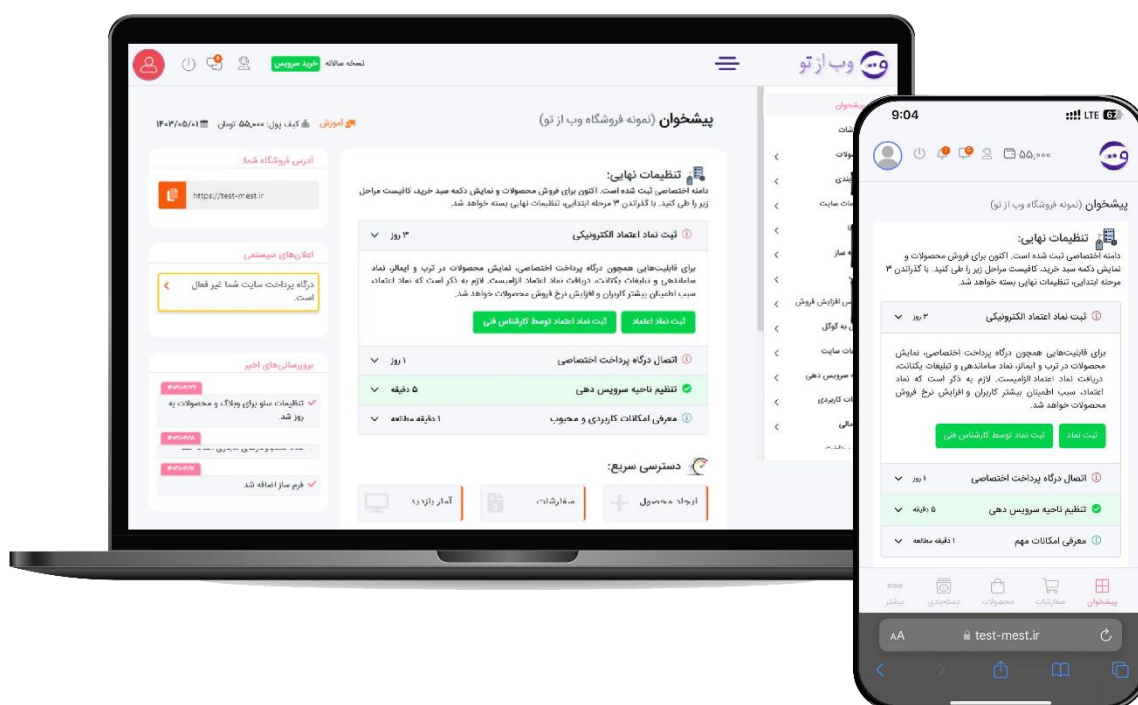 وب از تو
نسخه سالانه
خرید سرویس
پیشخوان
پیشخوان (نمونه فروشگاه وب از تو)
آموزش
کیف پول: ۵۵,۰۰۰ تومان
۱۴۰۳/۰۵/۰۱
تنظیمات نهایی:
دامنه اختصاصی ثبت شده است. اکنون برای فروش محصولات و نمایش دکمه سبد خرید، کافیست مراحل
زیر را طی کنید. با گذراندن ۳ مرحله ابتدایی، تنظیمات نهایی بسته خواهد شد.
ثبت نماد اعتماد الکترونیکی
۳ روز
برای قابلیت‌هایی همچون درگاه پرداخت اختصاصی، نمایش محصولات در ترب و ایمالز، نماد
ساماندهی و تبلیغات یکتانت، دریافت نماد اعتماد الزامیست. لازم به ذکر است که نماد اعتماد،
سبب اطمینان بیشتر کاربران و افزایش نرخ فروش محصولات خواهد شد.
ثبت نماد اعتماد
ثبت نماد اعتماد توسط کارشناس فنی
اتصال درگاه پرداخت اختصاصی
۱ روز
تنظیم ناحیه سرویس دهی
۵ دقیقه
معرفی امکانات کاربردی و محبوب
۱ دقیقه مطالعه
دسترسی سریع:
ایجاد محصول
سفارشات
آمار بازدید
آدرس فروشگاه شما:
https://test-mest.ir
اعلان‌های سیستمی
درگاه پرداخت سایت شما غیر فعال
است.
بروزرسانی‌های اخیر
تنظیمات سئو برای وبلاگ و محصولات به
روز شد.
فرم ساز اضافه شد
9:04
LTE
67
۵۵,۰۰۰
پیشخوان (نمونه فروشگاه وب از تو)
تنظیمات نهایی:
دامنه اختصاصی ثبت شده است. اکنون برای فروش محصولات و
نمایش دکمه سبد خرید، کافیست مراحل زیر را طی کنید. با گذراندن ۳
مرحله ابتدایی، تنظیمات نهایی بسته خواهد شد.
ثبت نماد اعتماد الکترونیکی
۳ روز
برای قابلیت‌هایی همچون درگاه پرداخت اختصاصی، نمایش
محصولات در ترب و ایمالز، نماد ساماندهی و تبلیغات یکتانت،
دریافت نماد اعتماد الزامیست. لازم به ذکر است که نماد
اعتماد، سبب اطمینان بیشتر کاربران و افزایش نرخ فروش
محصولات خواهد شد.
ثبت نماد
ثبت نماد توسط کارشناس فنی
اتصال درگاه پرداخت اختصاصی
۱ روز
تنظیم ناحیه سرویس دهی
۵ دقیقه
معرفی امکانات مهم
۱ دقیقه مطالعه
پیشخوان
سفارشات
محصولات
دسته‌بندی
بیشتر
AA
test-mest.ir